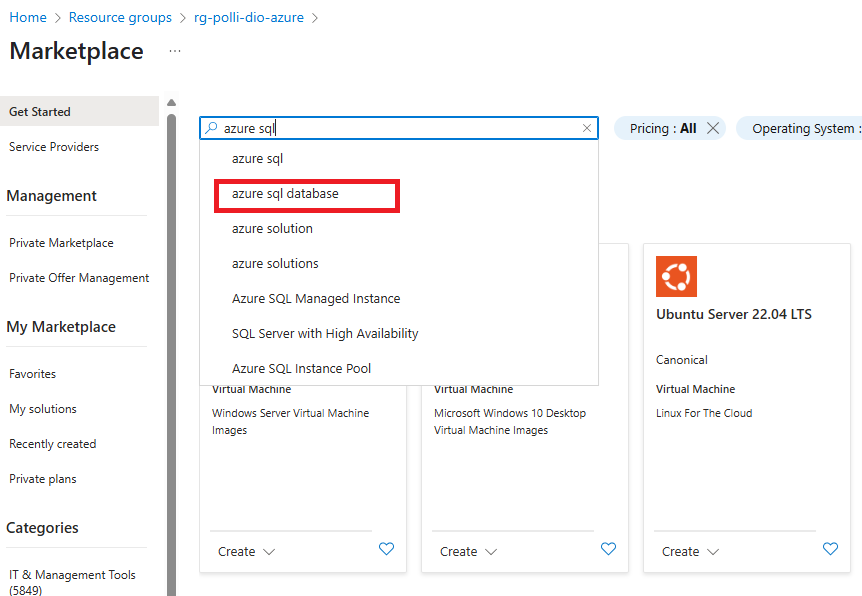 Home > Resource groups > rg-polli-dio-azure >
Marketplace ...
Get Started
Service Providers
Management
Private Marketplace
Private Offer Management
My Marketplace
Favorites
My solutions
Recently created
Private plans
Categories
IT & Management Tools
(5849)
azure sql
Pricing : All
Operating System :
azure sql
azure sql database
azure solution
azure solutions
Azure SQL Managed Instance
SQL Server with High Availability
Azure SQL Instance Pool
Virtual Machine
Windows Server Virtual Machine
Images
Create
Virtual Machine
Microsoft Windows 10 Desktop
Virtual Machine Images
Create
Ubuntu Server 22.04 LTS
Canonical
Virtual Machine
Linux For The Cloud
Create